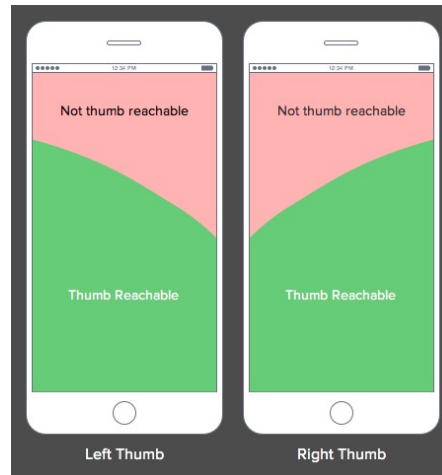 12:34 PM
Not thumb reachable
Thumb Reachable
Left Thumb
12:34 PM
Not thumb reachable
Thumb Reachable
Right Thumb